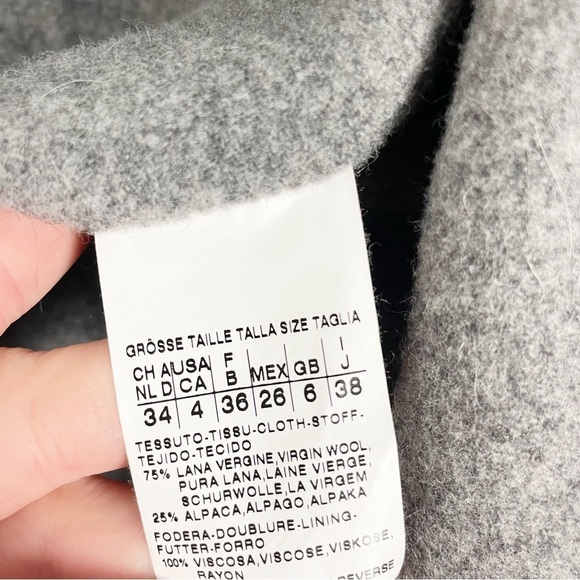 GRÖSSE TAILLE TALLA SIZE TAGLIA
CH A USA F MEX GB I
NL D CA B J
34 4 36 26 6 38
TESSUTO-TISSU-CLOTH-STOFF-
TEJIDO-TECIDO
75% LANA VERGINE,VIRGIN WOOL,
PURA LANA,LAINE VIERGE,
SCHURWOLLE,LA VIRGEM
25% ALPACA,ALPAGO,ALPAKA
FODERA-DOUBLURE-LINING-
FUTTER-FORRO
100% VISCOSA,VISCOSE,VISKOSE,
RAYON
REVERSE